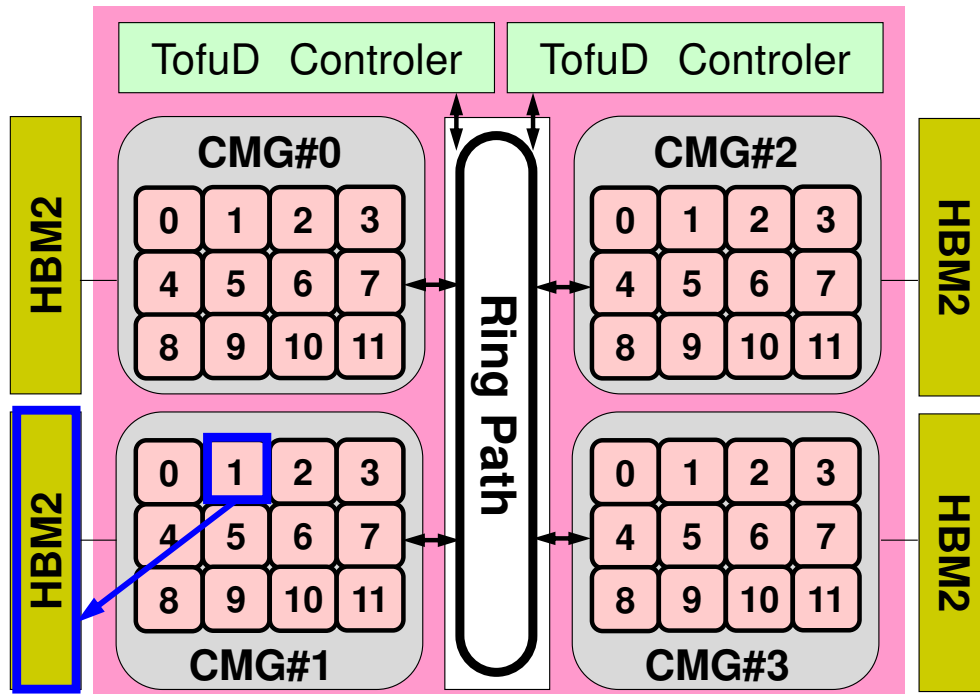 TofuD Controler
TofuD Controler
HBM2
CMG#0
0 1 2 3
4 5 6 7
8 9 10 11
CMG#2
0 1 2 3
4 5 6 7
8 9 10 11
HBM2
Ring Path
HBM2
0 1 2 3
4 5 6 7
8 9 10 11
CMG#1
0 1 2 3
4 5 6 7
8 9 10 11
CMG#3
HBM2